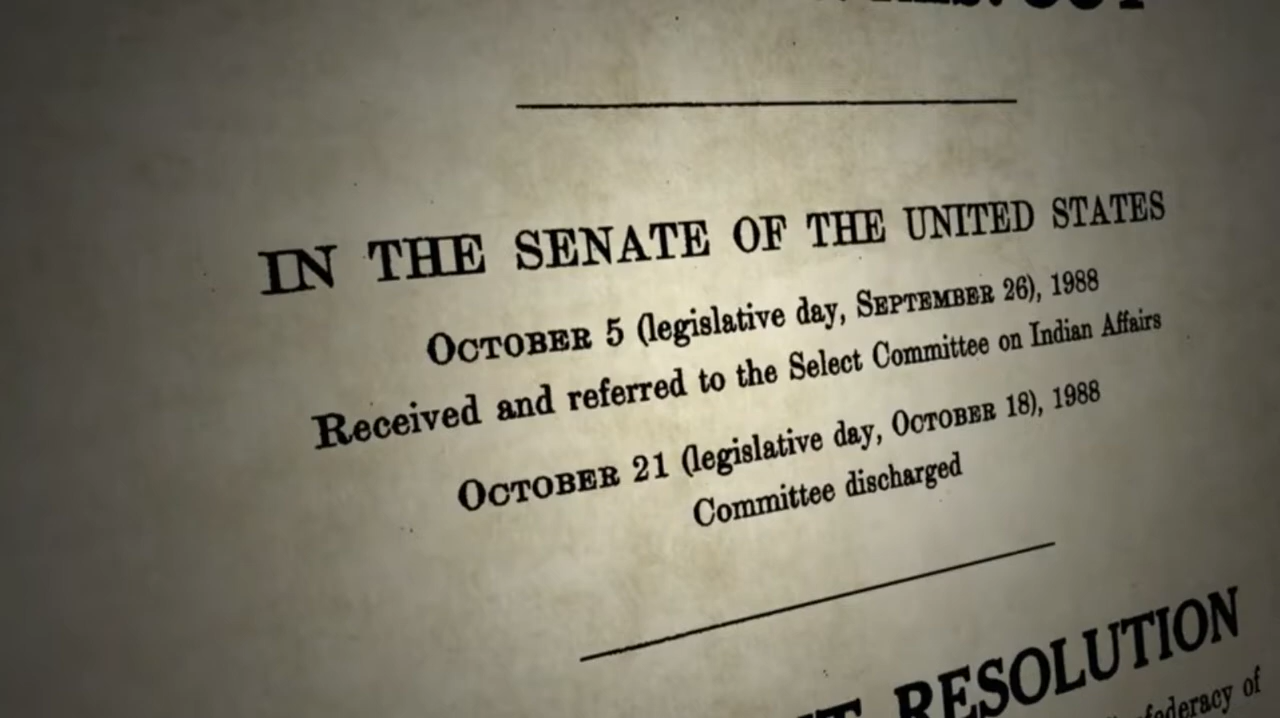 IN THE SENATE OF THE UNITED STATES
OCTOBER 5 (legislative day, SEPTEMBER 26), 1988
Received and referred to the Select Committee on Indian Affairs
OCTOBER 21 (legislative day, OCTOBER 18), 1988
Committee discharged
RESOLUTION
of